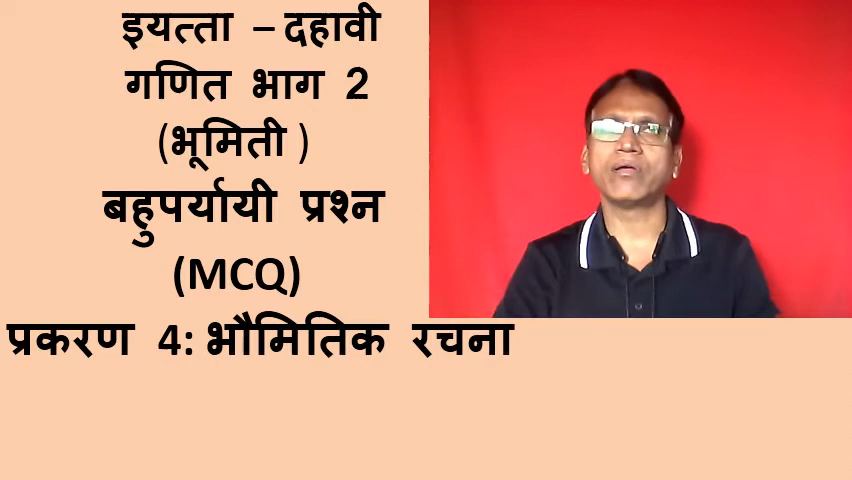 इयत्ता – दहावी
गणित भाग 2
(भूमिती )
बहुपर्यायी प्रश्न
(MCQ)
प्रकरण 4: भौमितिक रचना